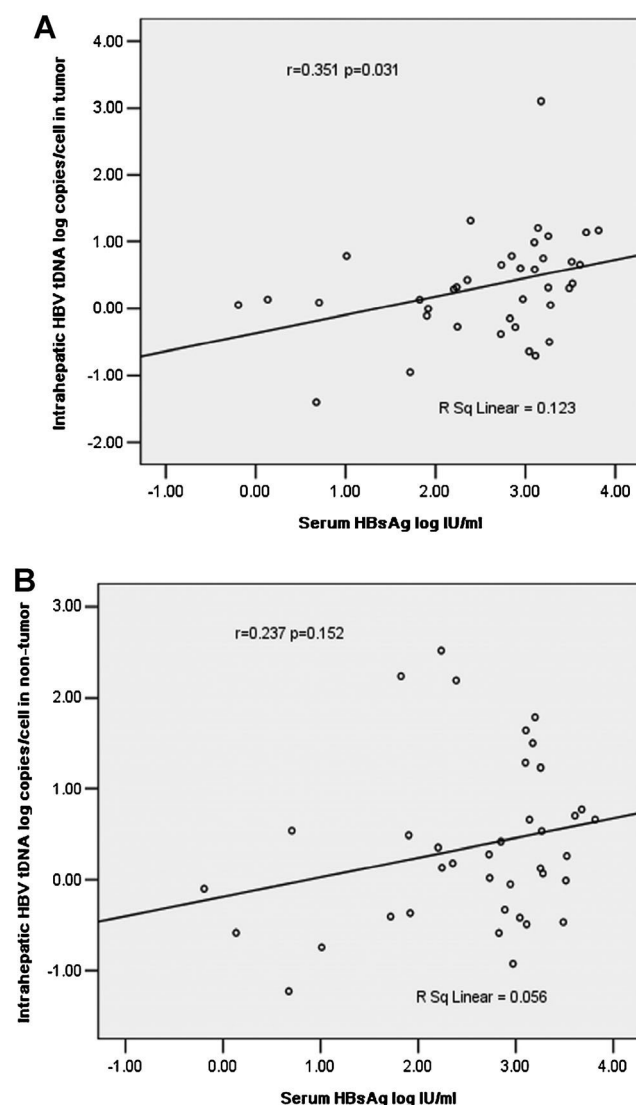 A
Intrahepatic HBV tDNA log copies/cell in tumor
4.00
3.00
2.00
1.00
0.00
-1.00
-2.00
r=0.351 p=0.031
R Sq Linear = 0.123
-1.00 0.00 1.00 2.00 3.00 4.00
Serum HBsAg log IU/ml
B
Intrahepatic HBV tDNA log copies/cell in non-tumor
3.00
2.00
1.00
0.00
-1.00
r=0.237 p=0.152
R Sq Linear = 0.056
-1.00 0.00 1.00 2.00 3.00 4.00
Serum HBsAg log IU/ml